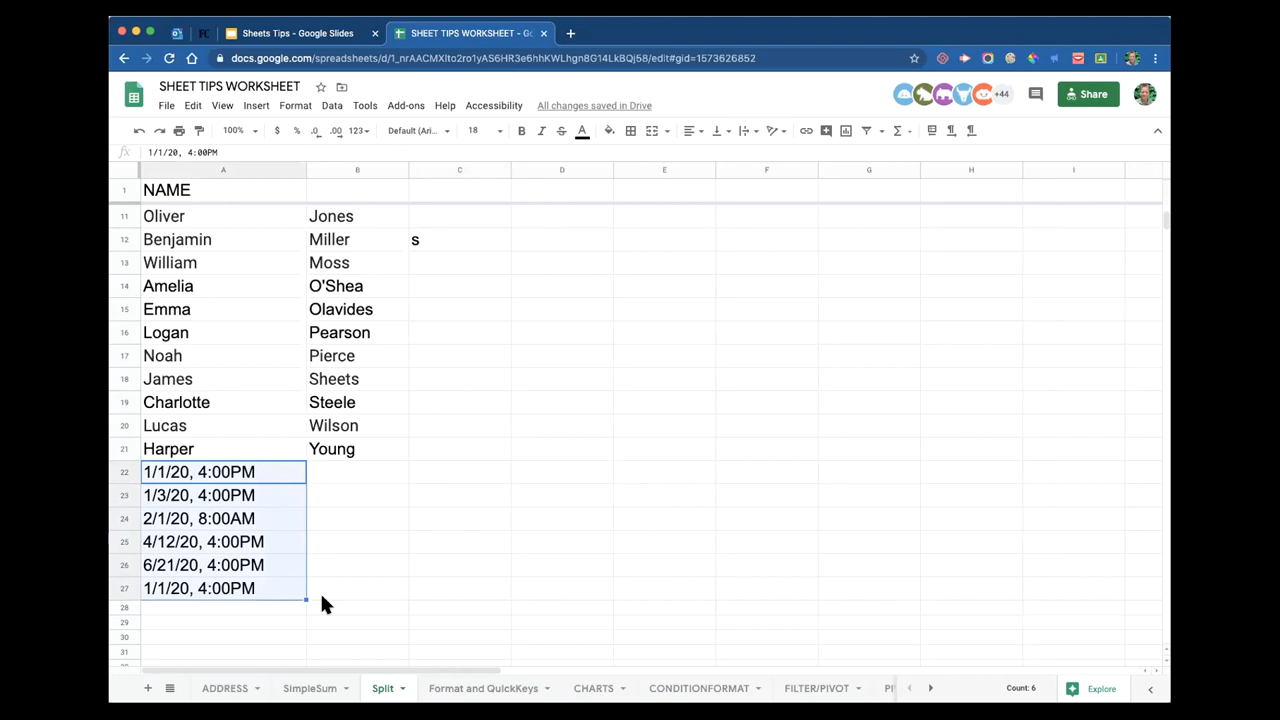 Sheets Tips - Google Slides
SHEET TIPS WORKSHEET - Go
docs.google.com/spreadsheets/d/1_nrAACMXIto2ro1yAS6HR3e6hhKWLhgn8G14LkBQj58/edit#gid=1573626852
SHEET TIPS WORKSHEET
File Edit View Insert Format Data Tools Add-ons Help Accessibility All changes saved in Drive
+44
Share
100% $ % .0 .00 123 Default (Ari... 18 B I S A
fx 1/1/20, 4:00PM
A B C D E F G H I
1 NAME
11 Oliver Jones
12 Benjamin Miller s
13 William Moss
14 Amelia O'Shea
15 Emma Olavides
16 Logan Pearson
17 Noah Pierce
18 James Sheets
19 Charlotte Steele
20 Lucas Wilson
21 Harper Young
22 1/1/20, 4:00PM
23 1/3/20, 4:00PM
24 2/1/20, 8:00AM
25 4/12/20, 4:00PM
26 6/21/20, 4:00PM
27 1/1/20, 4:00PM
28
29
30
31
ADDRESS SimpleSum Split Format and QuickKeys CHARTS CONDITIONFORMAT FILTER/PIVOT Count: 6 Explore